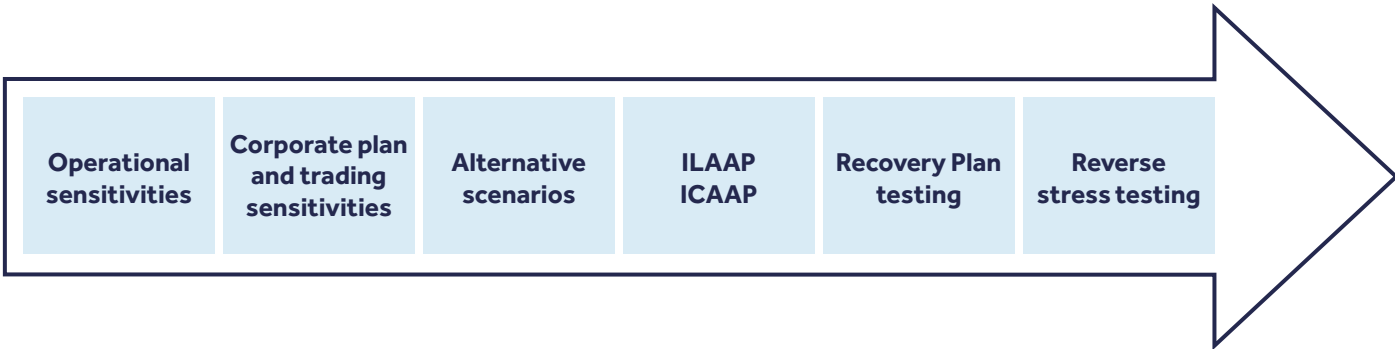 Operational
sensitivities
Corporate plan
and trading
sensitivities
Alternative
scenarios
ILAAP
ICAAP
Recovery Plan
testing
Reverse
stress testing